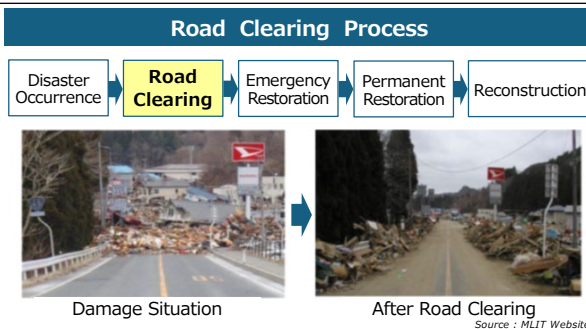 Road Clearing Process
Disaster
Occurrence
Road
Clearing
Emergency
Restoration
Permanent
Restoration
Reconstruction
Damage Situation
After Road Clearing
Source : MLIT Website